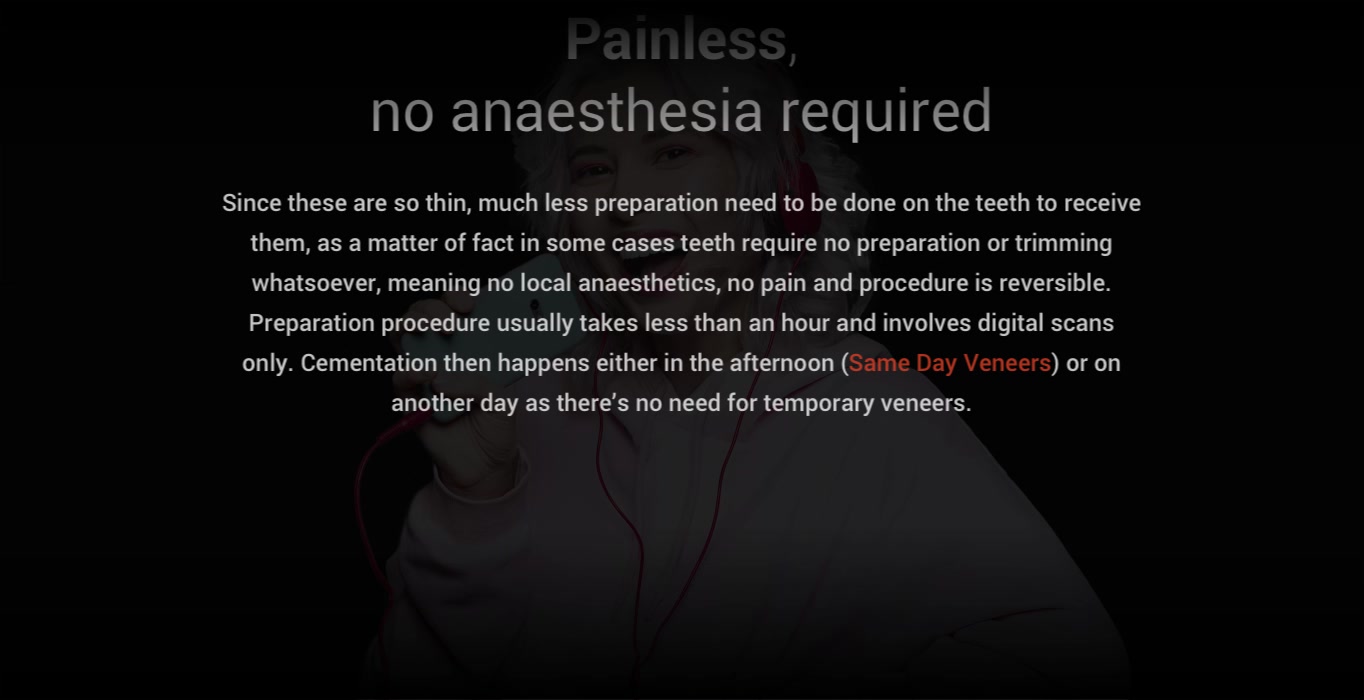 Painless,
no anaesthesia required
Since these are so thin, much less preparation need to be done on the teeth to receive
them, as a matter of fact in some cases teeth require no preparation or trimming
whatsoever, meaning no local anaesthetics, no pain and procedure is reversible.
Preparation procedure usually takes less than an hour and involves digital scans
only. Cementation then happens either in the afternoon (Same Day Veneers) or on
another day as there’s no need for temporary veneers.